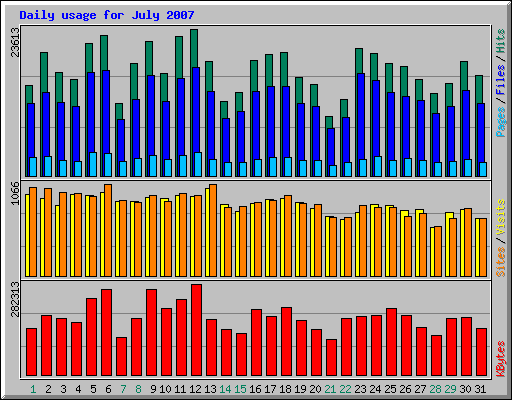 Daily usage for July 2007
23613
1066
282313
Pages / Files / Hits
Sites / Visits
KBytes
1 2 3 4 5 6 7 8 9 10 11 12 13 14 15 16 17 18 19 20 21 22 23 24 25 26 27 28 29 30 31